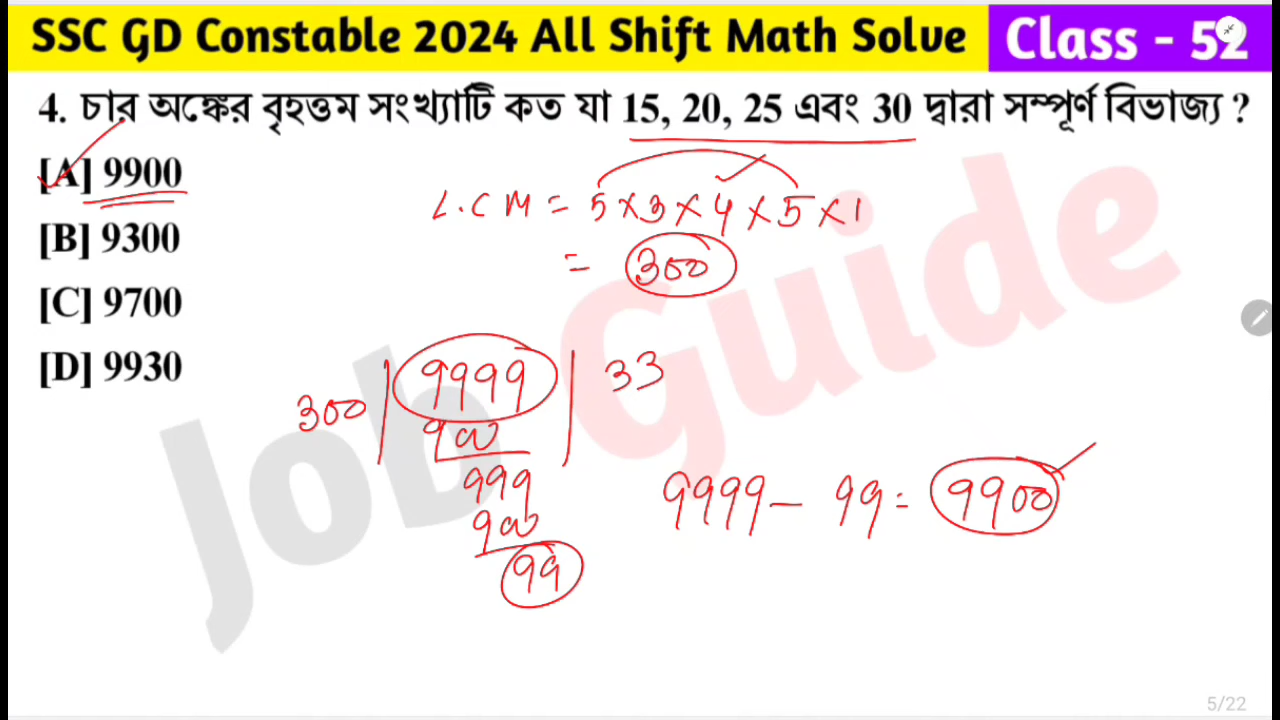 SSC GD Constable 2024 All Shift Math Solve Class - 52
4. চার অঙ্কের বৃহত্তম সংখ্যাটি কত যা 15, 20, 25 এবং 30 দ্বারা সম্পূর্ণ বিভাজ্য ?
[A] 9900
[B] 9300
[C] 9700
[D] 9930
L.C.M = 5×3×4×5×1
= 300
300 | 9999 | 33
900
999
900
99
9999 - 99 = 9900
Job Guide
5/22